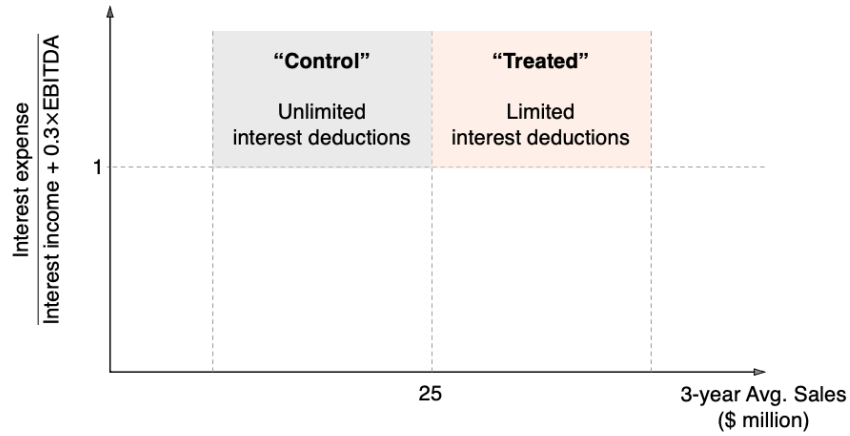 Interest expense
Interest income + 0.3×EBITDA
“Control”
Unlimited
interest deductions
“Treated”
Limited
interest deductions
1
25
3-year Avg. Sales
($ million)